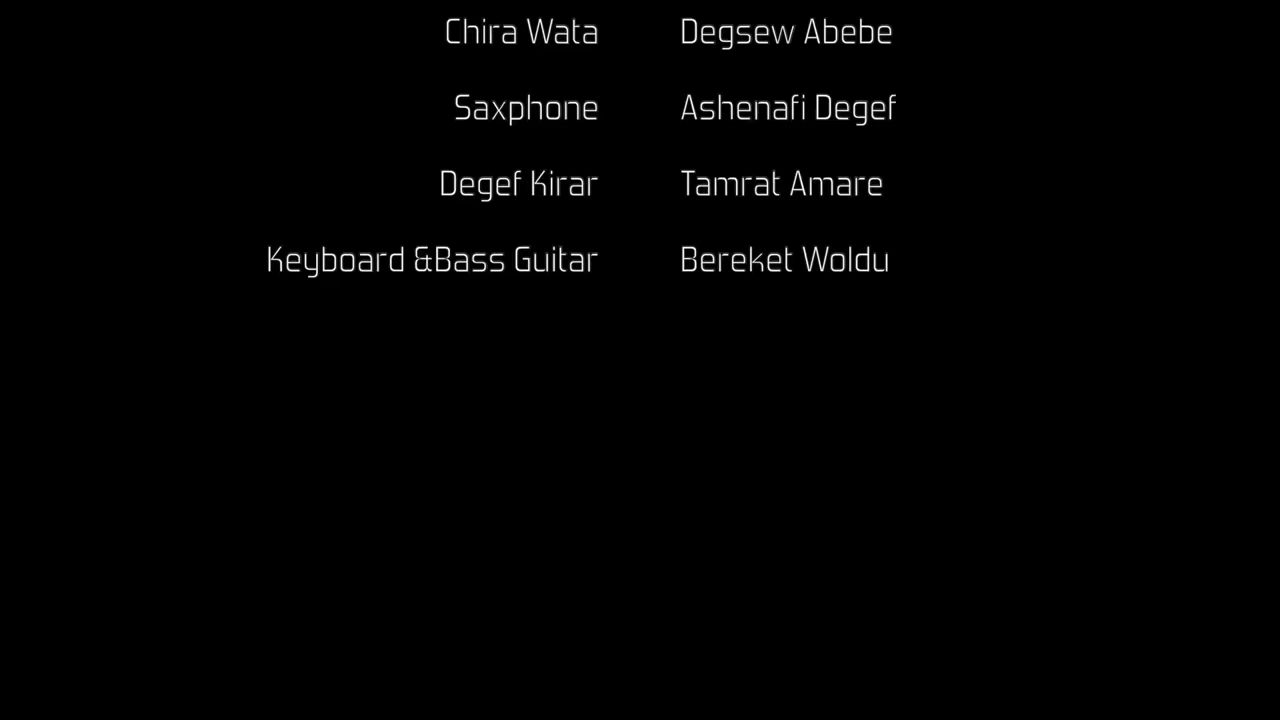 Chira Wata Degsew Abebe
Saxphone Ashenafi Degef
Degef Kirar Tamrat Amare
Keyboard &Bass Guitar Bereket Woldu